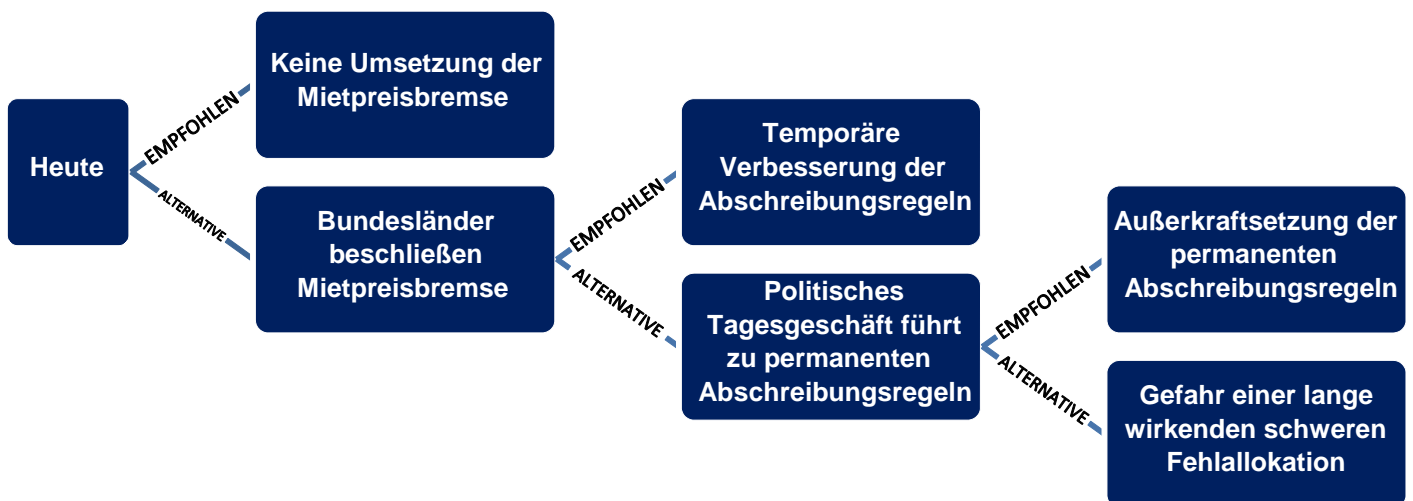 Heute
EMPFOHLEN
ALTERNATIVE
Keine Umsetzung der
Mietpreisbremse
Bundesländer
beschließen
Mietpreisbremse
EMPFOHLEN
ALTERNATIVE
Temporäre
Verbesserung der
Abschreibungsregeln
Politisches
Tagesgeschäft führt
zu permanenten
Abschreibungsregeln
EMPFOHLEN
ALTERNATIVE
Außerkraftsetzung der
permanenten
Abschreibungsregeln
Gefahr einer lange
wirkenden schweren
Fehlallokation